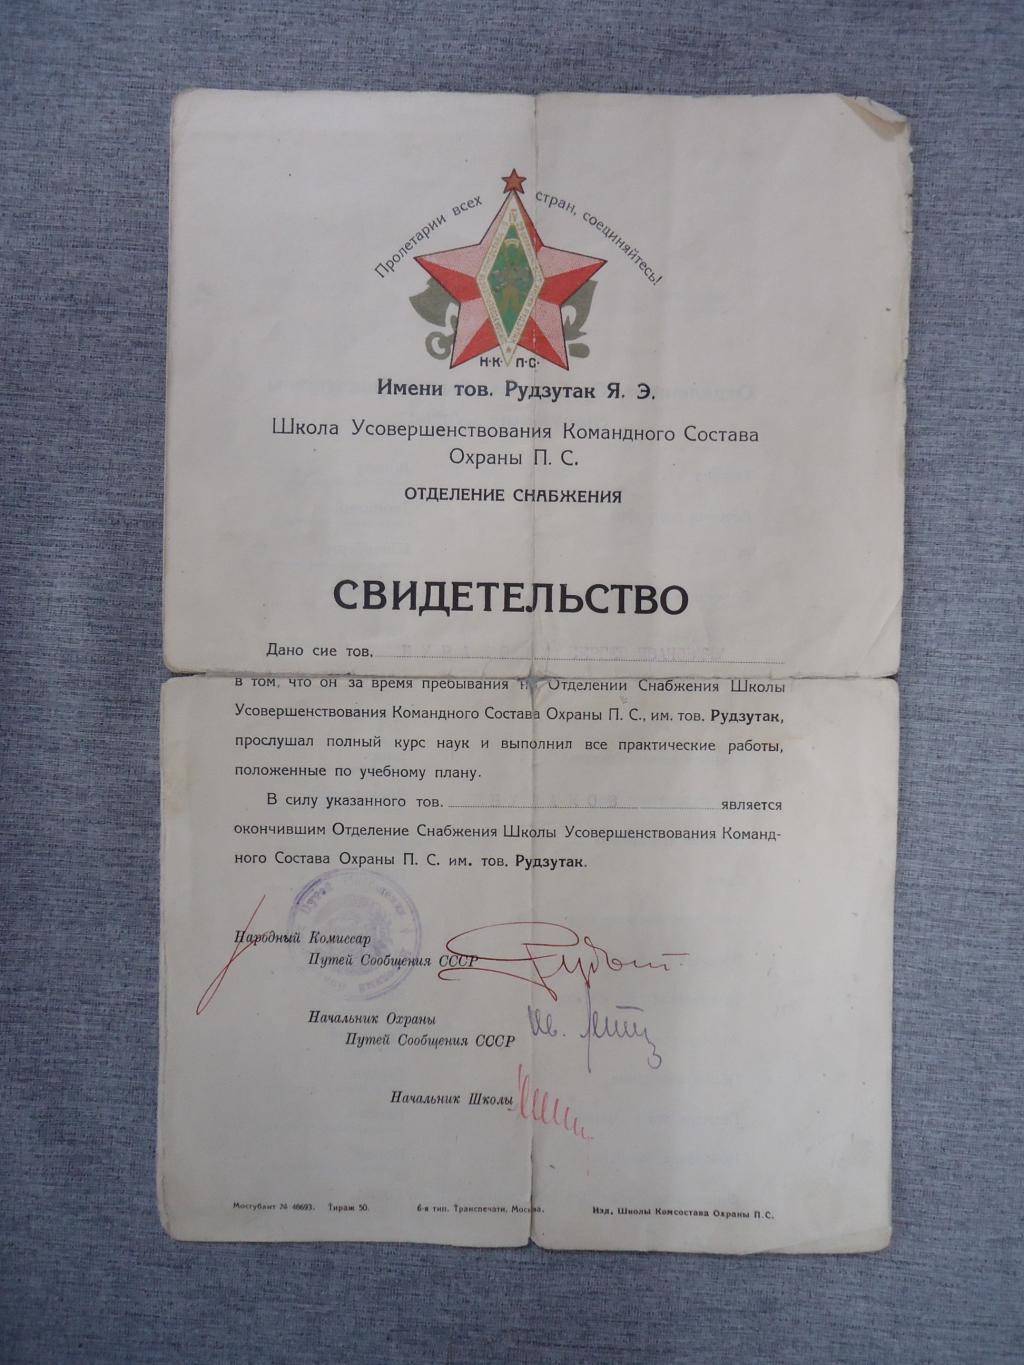 Пролетарии всех стран, соединяйтесь!
Н·К· П·С·
Имени тов. Рудзутак Я. Э.
Школа Усовершенствования Командного Состава
Охраны П. С.
ОТДЕЛЕНИЕ СНАБЖЕНИЯ
СВИДЕТЕЛЬСТВО
Дано сие тов.
в том, что он за время пребывания Отделении Снабжения Школы
Усовершенствования Командного Состава Охраны П. С., им. тов. Рудзутак,
прослушал полный курс наук и выполнил все практические работы,
положенные по учебному плану.
В силу указанного тов. является
окончившим Отделение Снабжения Школы Усовершенствования Команд-
ного Состава Охраны П. С. им. тов. Рудзутак.
Народный Комиссар
Путей Сообщения СССР
Начальник Охраны
Путей Сообщения СССР
Начальник Школы
Мосгублит № 46693. Тираж 50. 6-я тип. Транспечати, Москва. Изд. Школы Комсостава Охраны П.С.